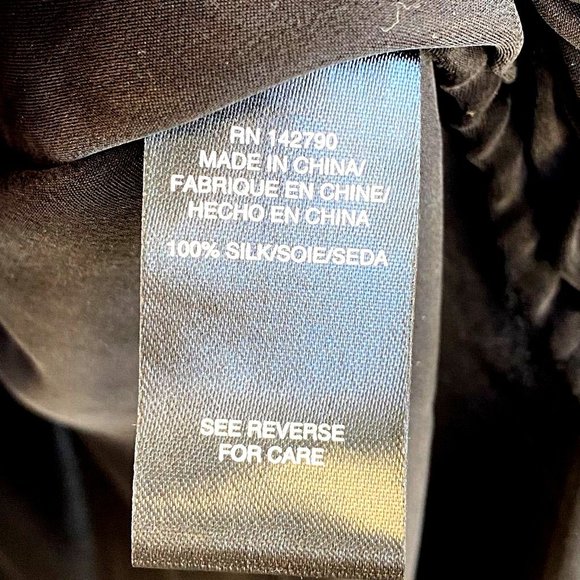 RN 142790
MADE IN CHINA/
FABRIQUE EN CHINE/
HECHO EN CHINA
100% SILK/SOIE/SEDA
SEE REVERSE
FOR CARE